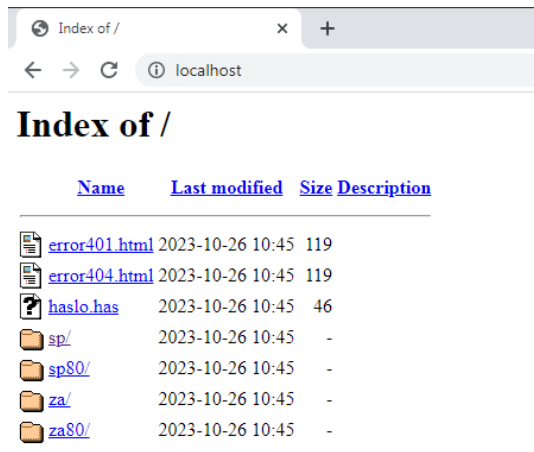 Index of /
localhost
Index of /
Name Last modified Size Description
error401.html 2023-10-26 10:45 119
error404.html 2023-10-26 10:45 119
haslo.has 2023-10-26 10:45 46
sp/ 2023-10-26 10:45 -
sp80/ 2023-10-26 10:45 -
za/ 2023-10-26 10:45 -
za80/ 2023-10-26 10:45 -